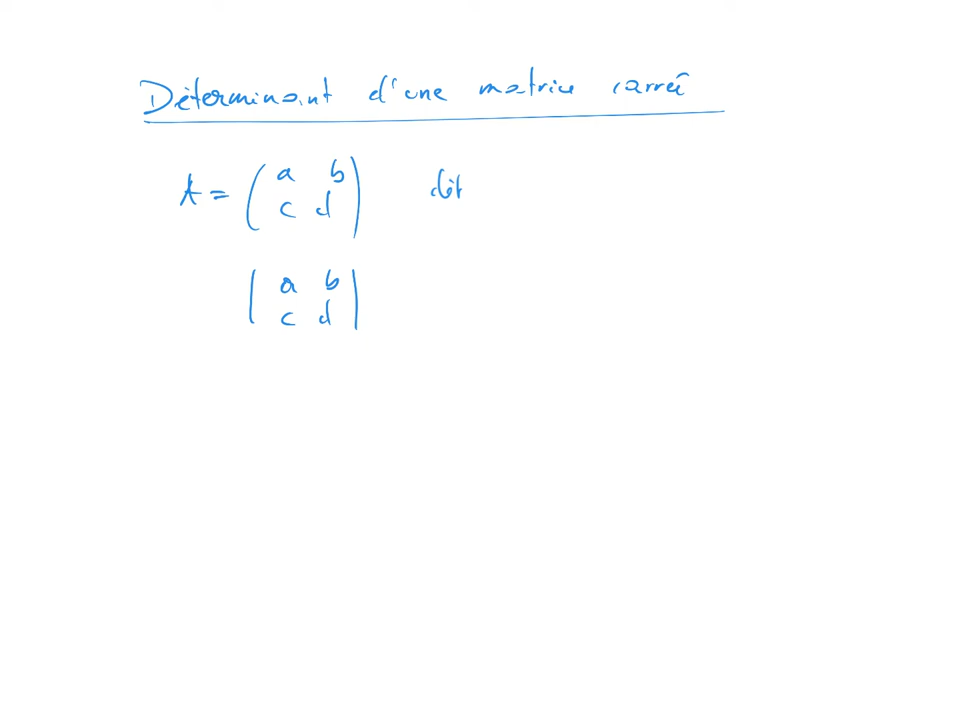 Déterminant d'une matrice carrée
A = ( a b
c d ) dét
| a b
c d |